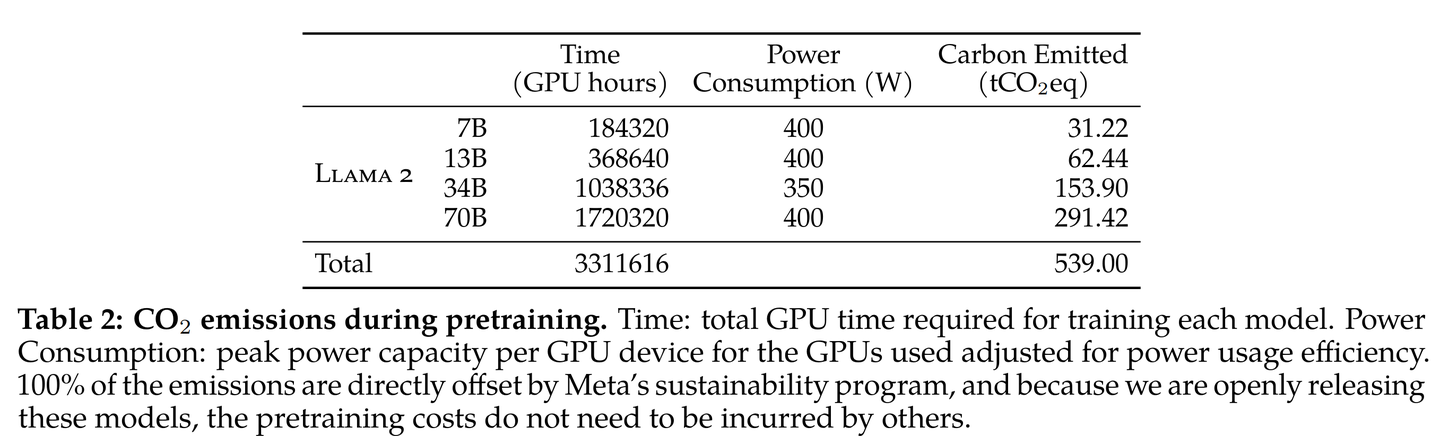 Time Power Carbon Emitted
(GPU hours) Consumption (W) (tCO₂eq)
7B 184320 400 31.22
13B 368640 400 62.44
LLAMA 2
34B 1038336 350 153.90
70B 1720320 400 291.42
Total 3311616 539.00
Table 2: CO₂ emissions during pretraining. Time: total GPU time required for training each model. Power
Consumption: peak power capacity per GPU device for the GPUs used adjusted for power usage efficiency.
100% of the emissions are directly offset by Meta’s sustainability program, and because we are openly releasing
these models, the pretraining costs do not need to be incurred by others.